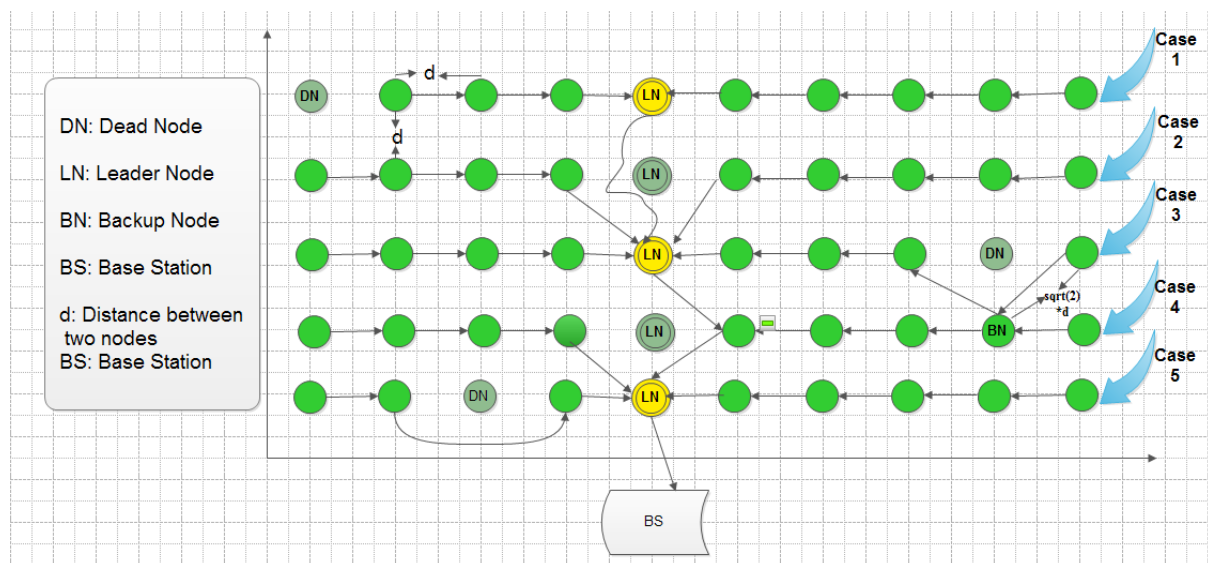 DN: Dead Node
LN: Leader Node
BN: Backup Node
BS: Base Station
d: Distance between
two nodes
BS: Base Station
d
Case
1
DN
LN
d
Case
2
LN
Case
3
LN
DN
sqrt(2)
*d
Case
4
LN
BN
Case
5
DN
LN
BS